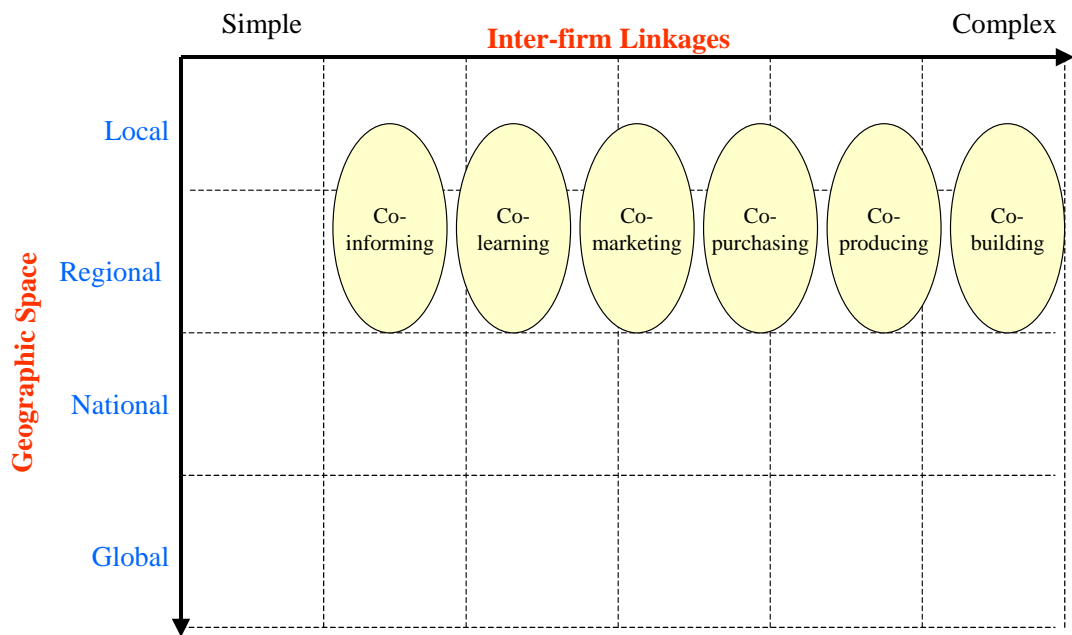 Simple
Inter-firm Linkages
Complex
Local
Regional
National
Global
Geographic Space
Co-
informing
Co-
learning
Co-
marketing
Co-
purchasing
Co-
producing
Co-
building